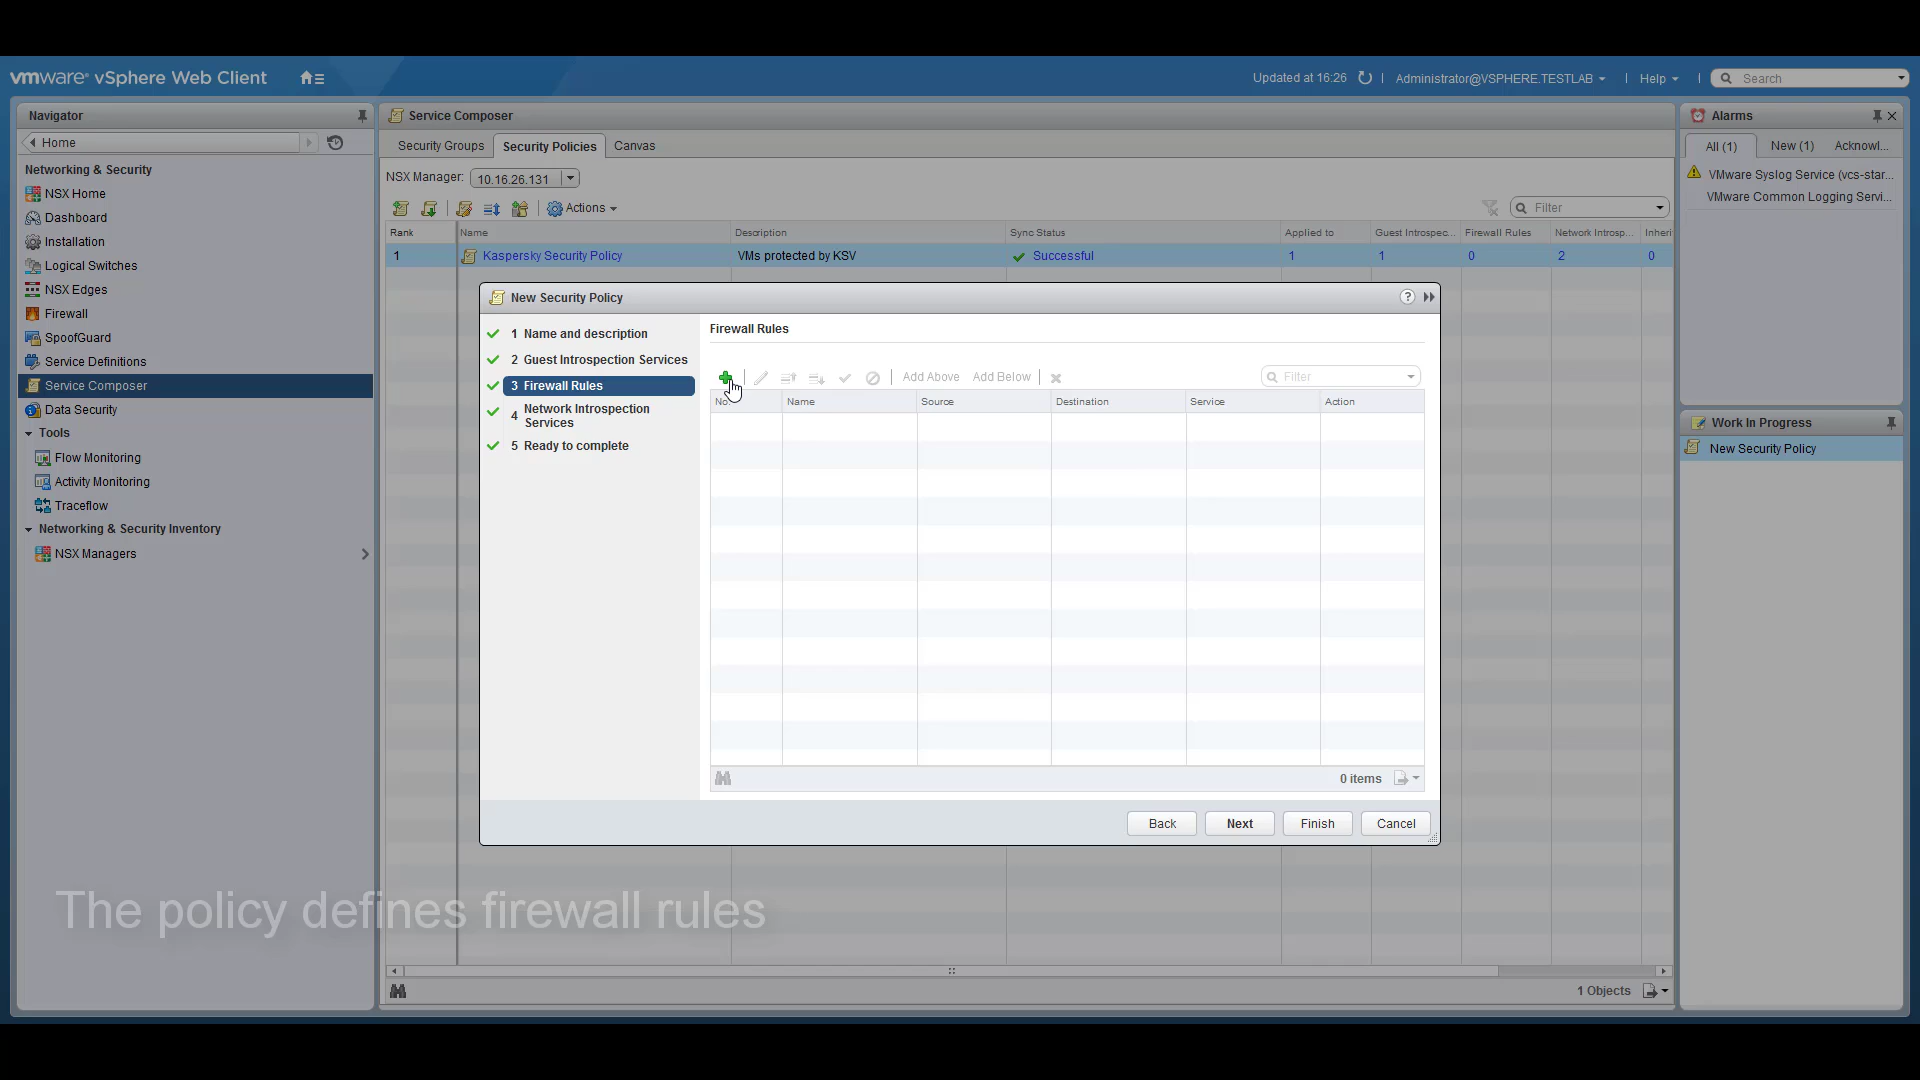 vmware® vSphere Web Client
Updated at 16:26 | Administrator@VSPHERE.TESTLAB | Help | Search
Navigator
Home
Networking & Security
NSX Home
Dashboard
Installation
Logical Switches
NSX Edges
Firewall
SpoofGuard
Service Definitions
Service Composer
Data Security
Tools
Flow Monitoring
Activity Monitoring
Traceflow
Networking & Security Inventory
NSX Managers
Service Composer
Security Groups Security Policies Canvas
NSX Manager: 10.16.26.131
Actions Filter
Rank Name Description Sync Status Applied to Guest Introspec... Firewall Rules Network Introsp... Inheri
1 Kaspersky Security Policy VMs protected by KSV Successful 1 1 0 2 0
New Security Policy ?
1 Name and description
2 Guest Introspection Services
3 Firewall Rules
4 Network Introspection
Services
5 Ready to complete
Firewall Rules
Add Above Add Below Filter
No. Name Source Destination Service Action
0 items
Back Next Finish Cancel
1 Objects
Alarms
All (1) New (1) Acknowl...
VMware Syslog Service (vcs-star...
VMware Common Logging Servi...
Work In Progress
New Security Policy
The policy defines firewall rules